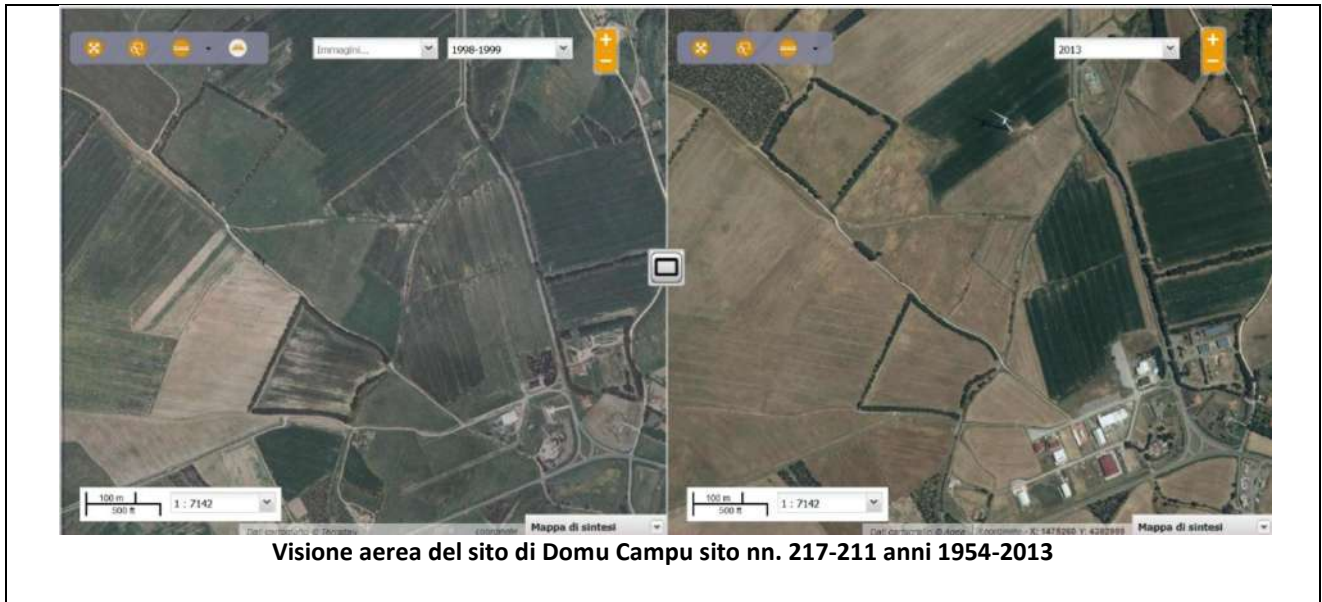 Immagini...
1998-1999
2013
100 m
500 ft
1 : 7142
Mappa di sintesi
100 m
500 ft
1 : 7142
Mappa di sintesi
Visione aerea del sito di Domu Campu sito nn. 217-211 anni 1954-2013